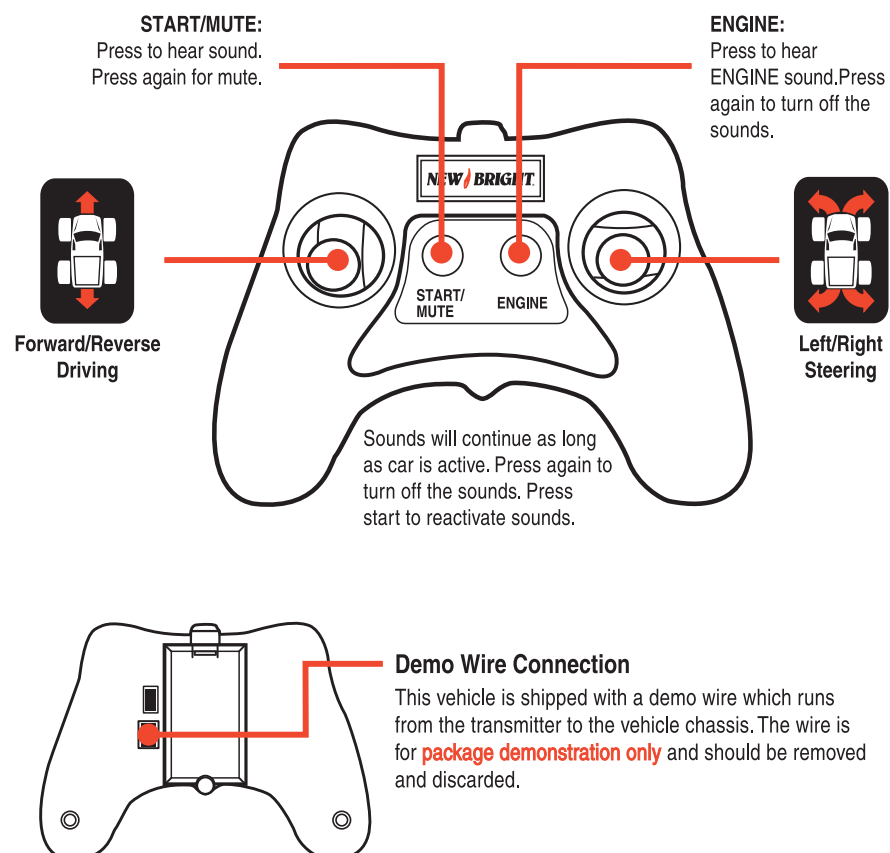 START/MUTE:
Press to hear sound.
Press again for mute.
ENGINE:
Press to hear
ENGINE sound.Press
again to turn off the
sounds.
NEW BRIGHT
START/
MUTE
ENGINE
Forward/Reverse
Driving
Left/Right
Steering
Sounds will continue as long
as car is active. Press again to
turn off the sounds. Press
start to reactivate sounds.
Demo Wire Connection
This vehicle is shipped with a demo wire which runs
from the transmitter to the vehicle chassis. The wire is
for package demonstration only and should be removed
and discarded.